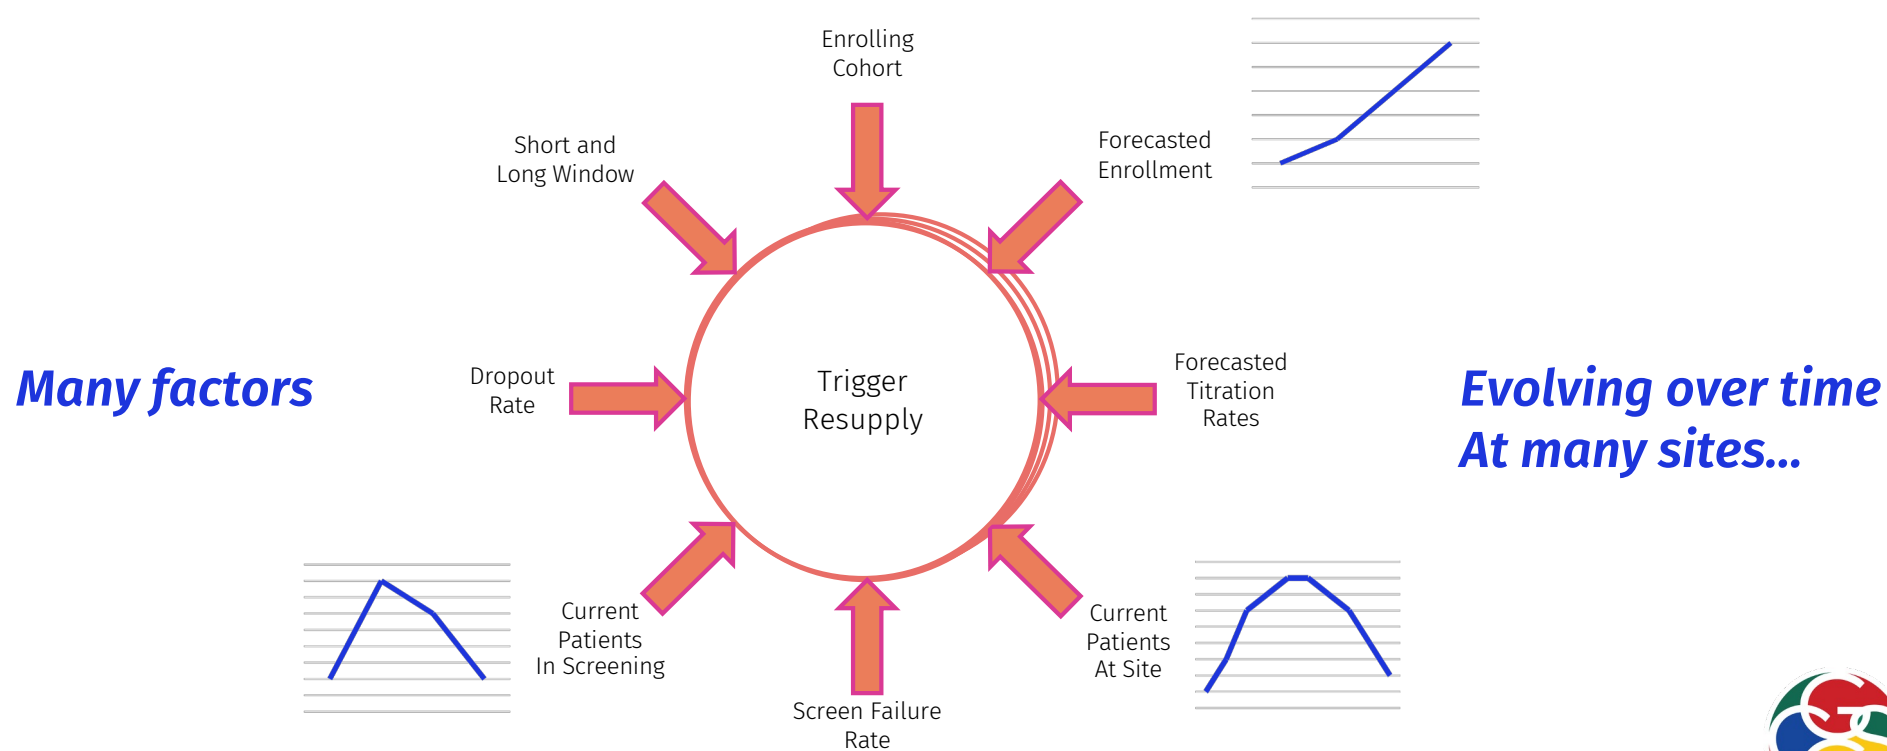 Enrolling
Cohort
Short and
Long Window
Forecasted
Enrollment
Dropout
Rate
Trigger
Resupply
Forecasted
Titration
Rates
Many factors
Evolving over time
At many sites...
Current
Patients
In Screening
Current
Patients
At Site
Screen Failure
Rate